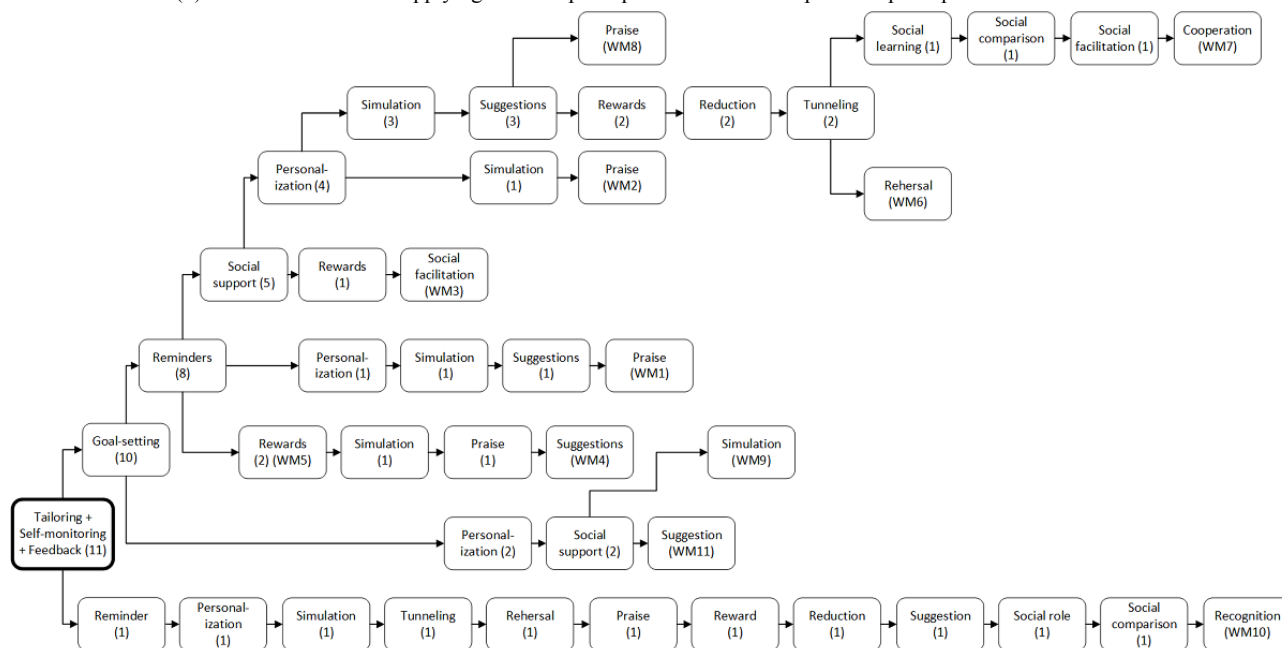 Praise
(WM8)
Social
learning (1)
Social
comparison
(1)
Social
facilitation (1)
Cooperation
(WM7)
Simulation
(3)
Suggestions
(3)
Rewards
(2)
Reduction
(2)
Tunneling
(2)
Personal-
ization (4)
Simulation
(1)
Praise
(WM2)
Rehersal
(WM6)
Social
support (5)
Rewards
(1)
Social
facilitation
(WM3)
Reminders
(8)
Personal-
ization (1)
Simulation
(1)
Suggestions
(1)
Praise
(WM1)
Goal-setting
(10)
Rewards
(2) (WM5)
Simulation
(1)
Praise
(1)
Suggestions
(WM4)
Simulation
(WM9)
Tailoring +
Self-monitoring
+ Feedback (11)
Personal-
ization (2)
Social
support (2)
Suggestion
(WM11)
Reminder
(1)
Personal-
ization
(1)
Simulation
(1)
Tunneling
(1)
Rehersal
(1)
Praise
(1)
Reward
(1)
Reduction
(1)
Suggestion
(1)
Social role
(1)
Social
comparison
(1)
Recognition
(WM10)